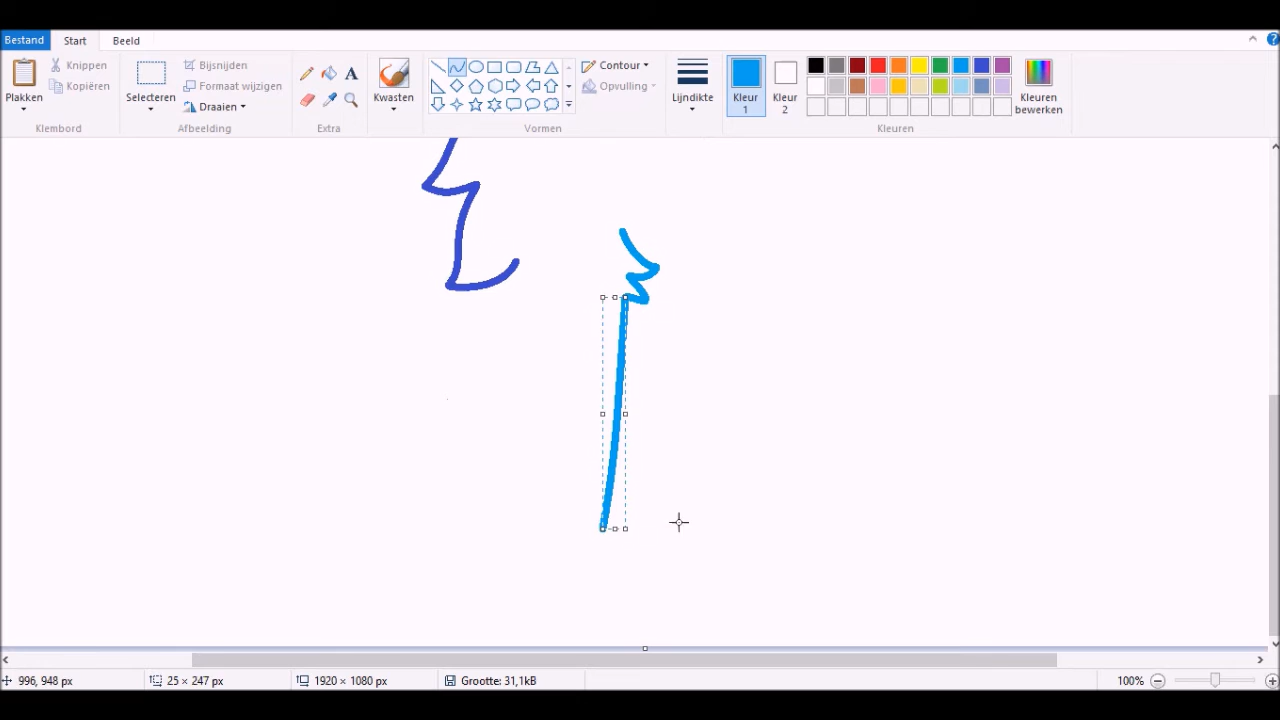 Bestand Start Beeld
Plakken
Knippen
Kopiëren
Klembord
Selecteren
Bijsnijden
Formaat wijzigen
Draaien
Afbeelding
A
Extra
Kwasten
Contour
Opvulling
Vormen
Lijndikte
Kleur
1
Kleur
2
Kleuren
bewerken
Kleuren
996, 948 px 25 × 247 px 1920 × 1080 px Grootte: 31,1kB 100%